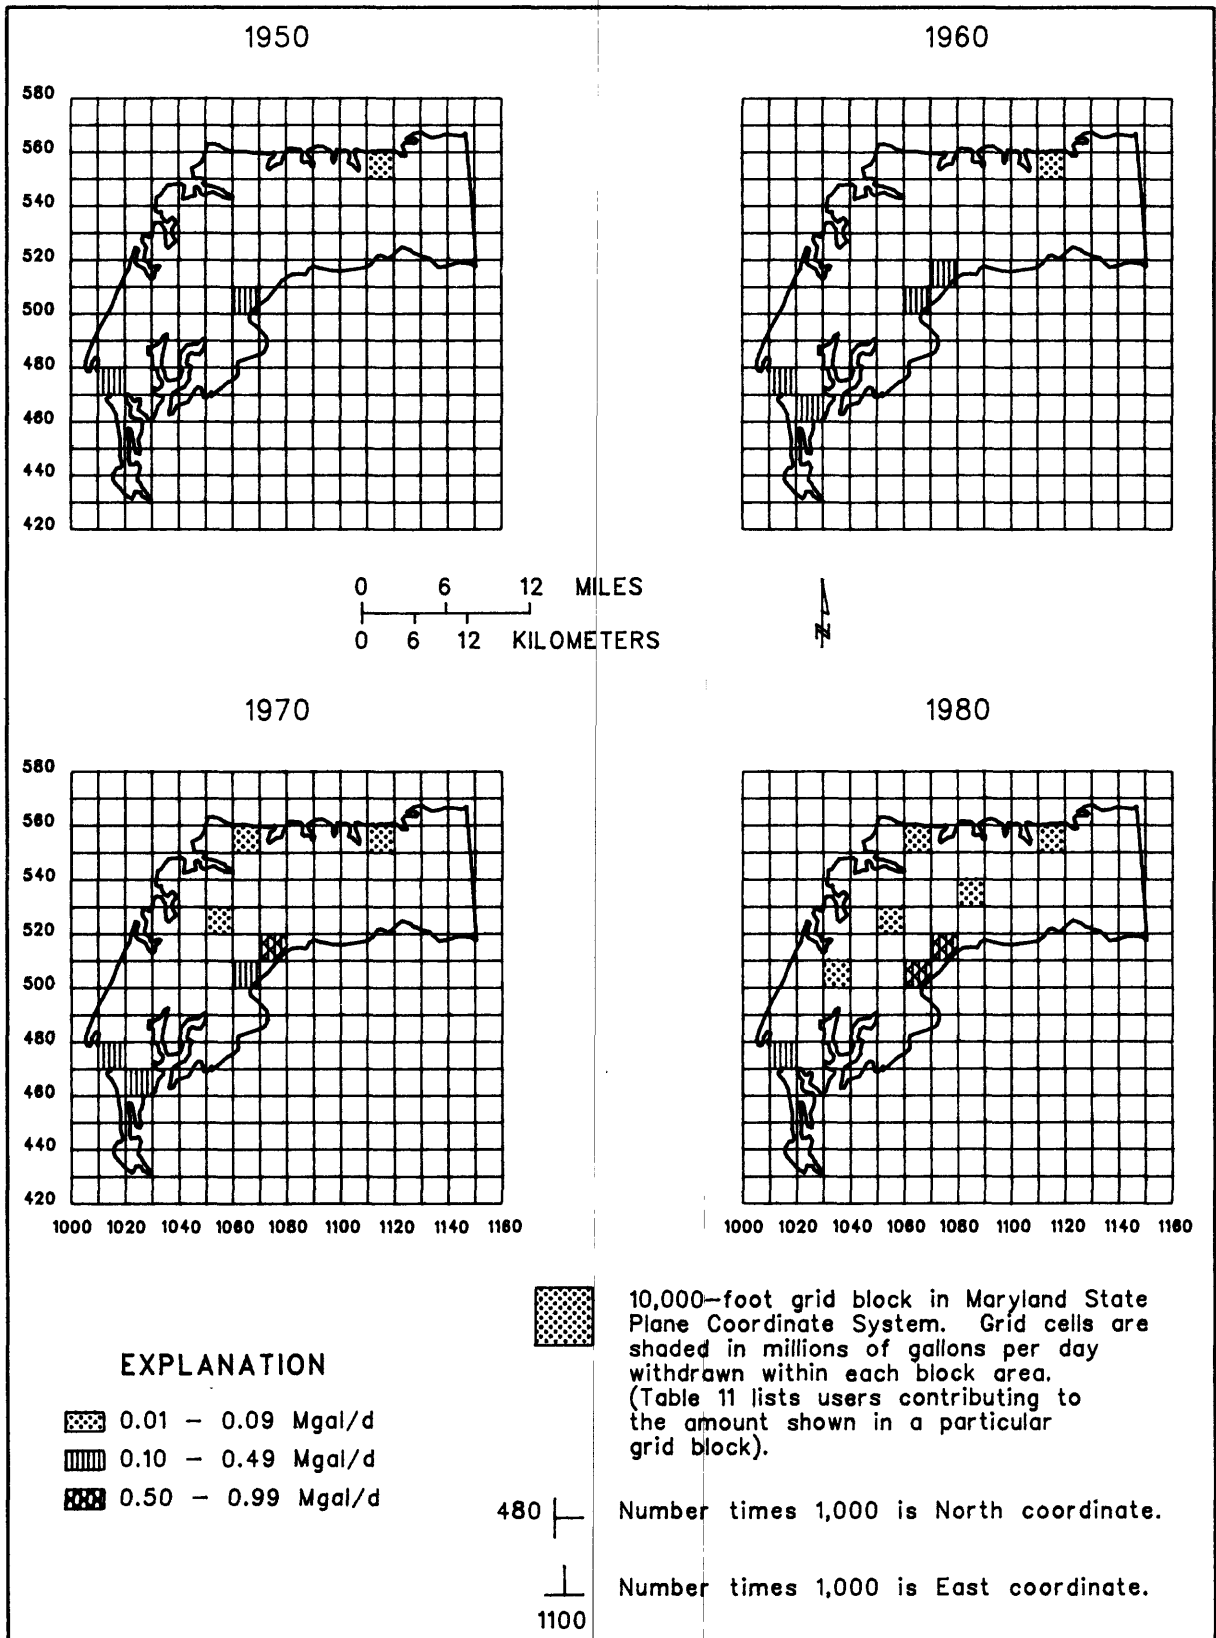 1950
1960
580
560
540
520
500
480
460
440
420
0 6 12 MILES
0 6 12 KILOMETERS
N
1970
1980
580
560
540
520
500
480
460
440
420
1000 1020 1040 1060 1080 1100 1120 1140 1160
1000 1020 1040 1060 1080 1100 1120 1140 1160
10,000-foot grid block in Maryland State
Plane Coordinate System. Grid cells are
shaded in millions of gallons per day
withdrawn within each block area.
(Table 11 lists users contributing to
the amount shown in a particular
grid block).
EXPLANATION
0.01 - 0.09 Mgal/d
0.10 - 0.49 Mgal/d
0.50 - 0.99 Mgal/d
480 Number times 1,000 is North coordinate.
Number times 1,000 is East coordinate.
1100